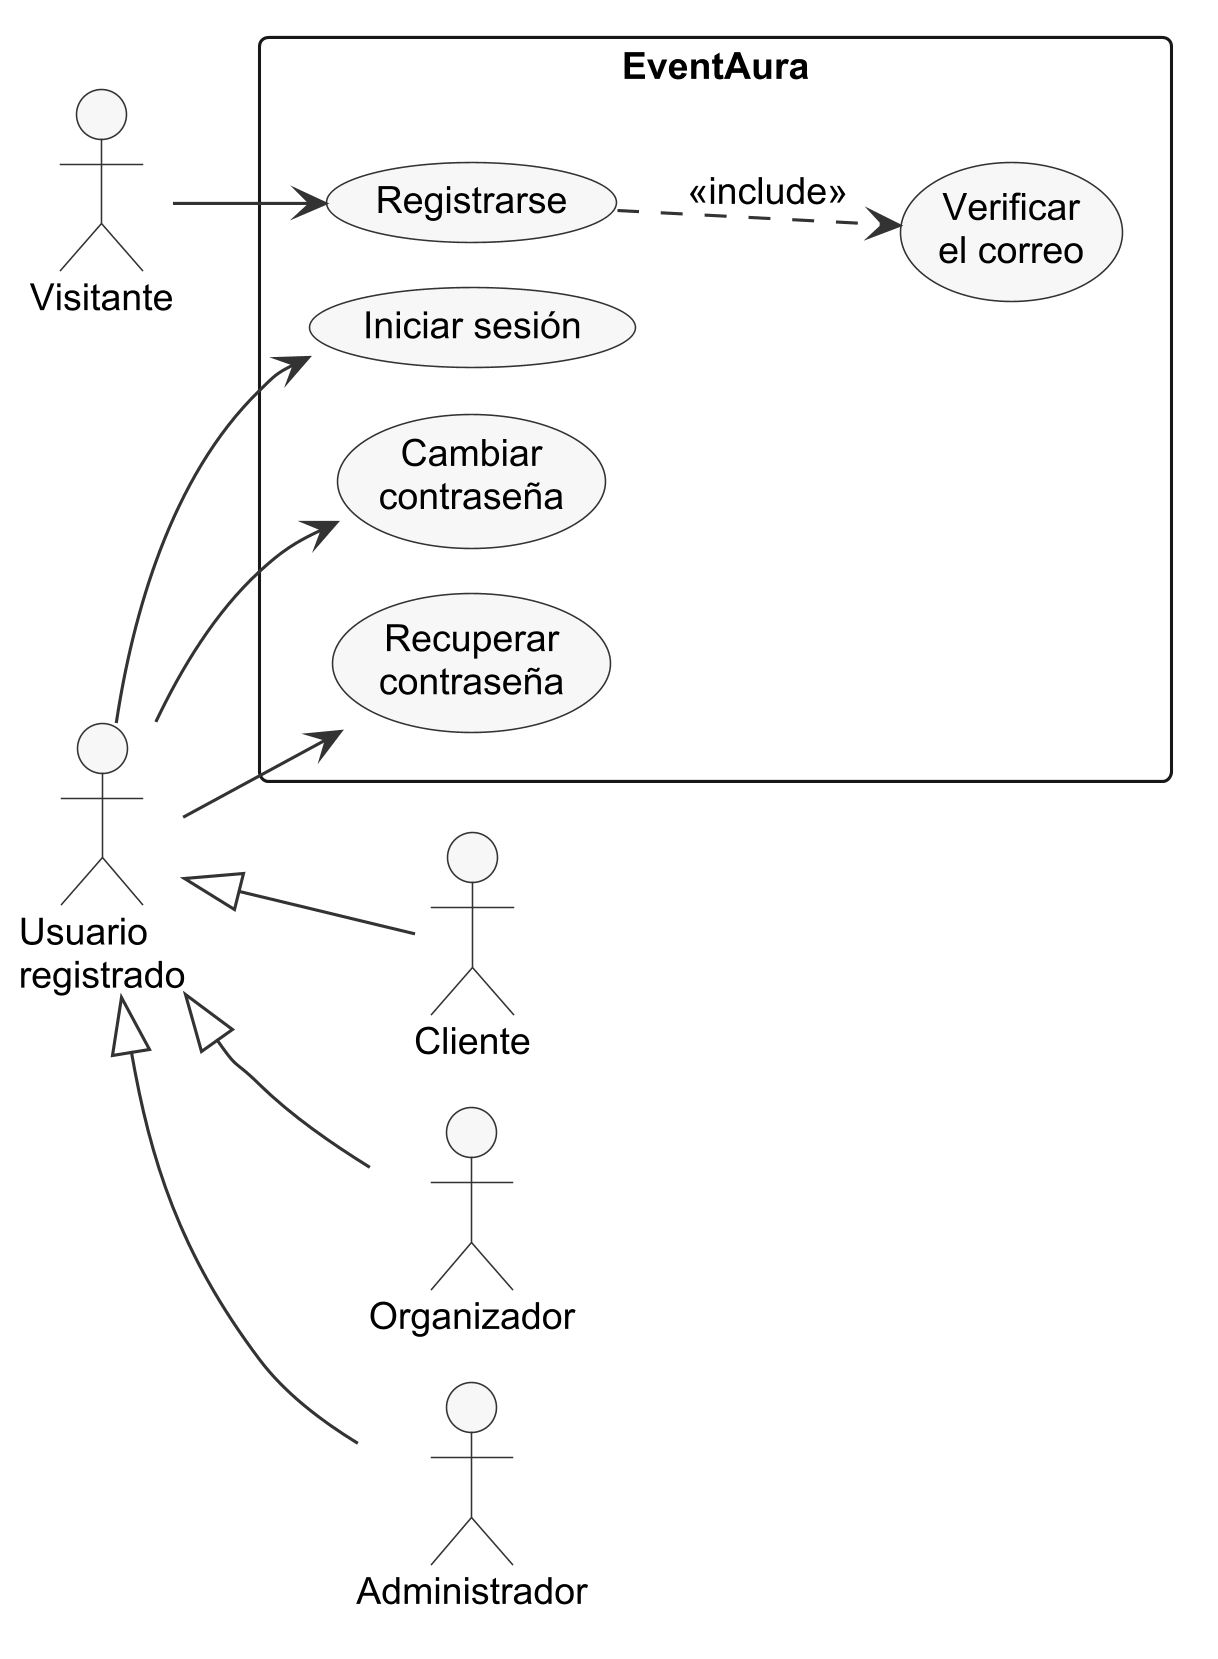 EventAura
Visitante
Registrarse
«include»
Verificar
el correo
Iniciar sesión
Cambiar
contraseña
Recuperar
contraseña
Usuario
registrado
Cliente
Organizador
Administrador